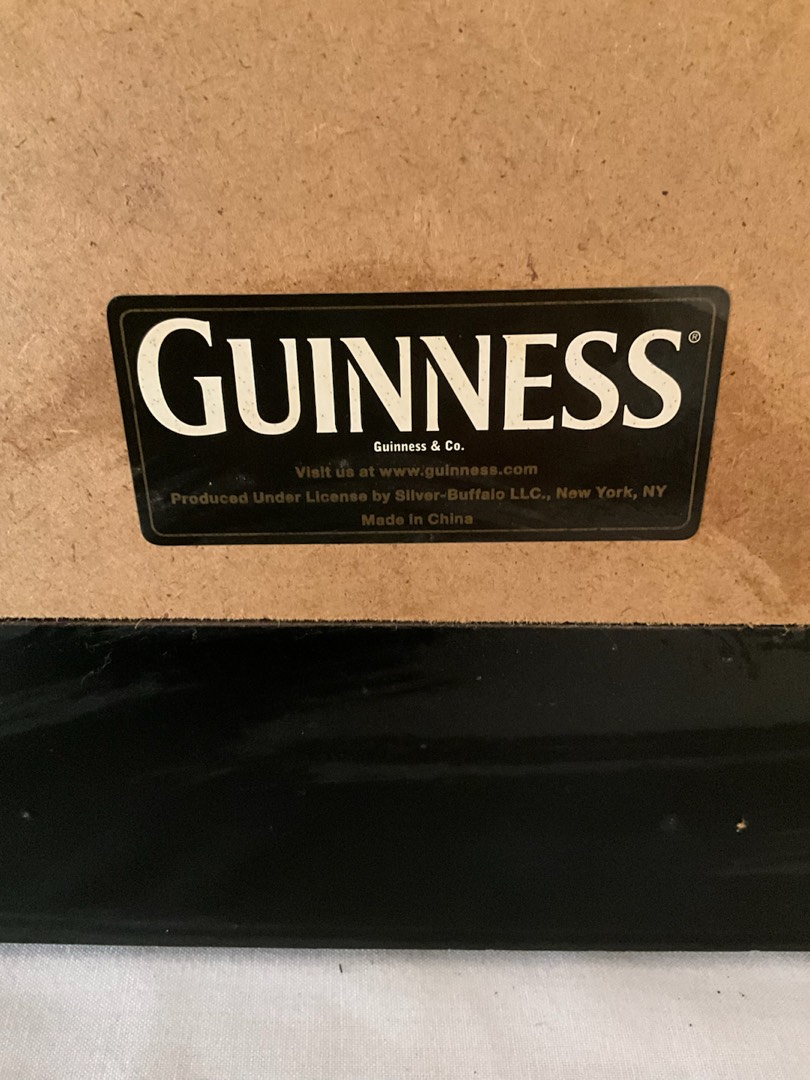 GUINNESS®
Guinness & Co.
Visit us at www.guinness.com
Produced Under License by Silver-Buffalo LLC., New York, NY
Made In China